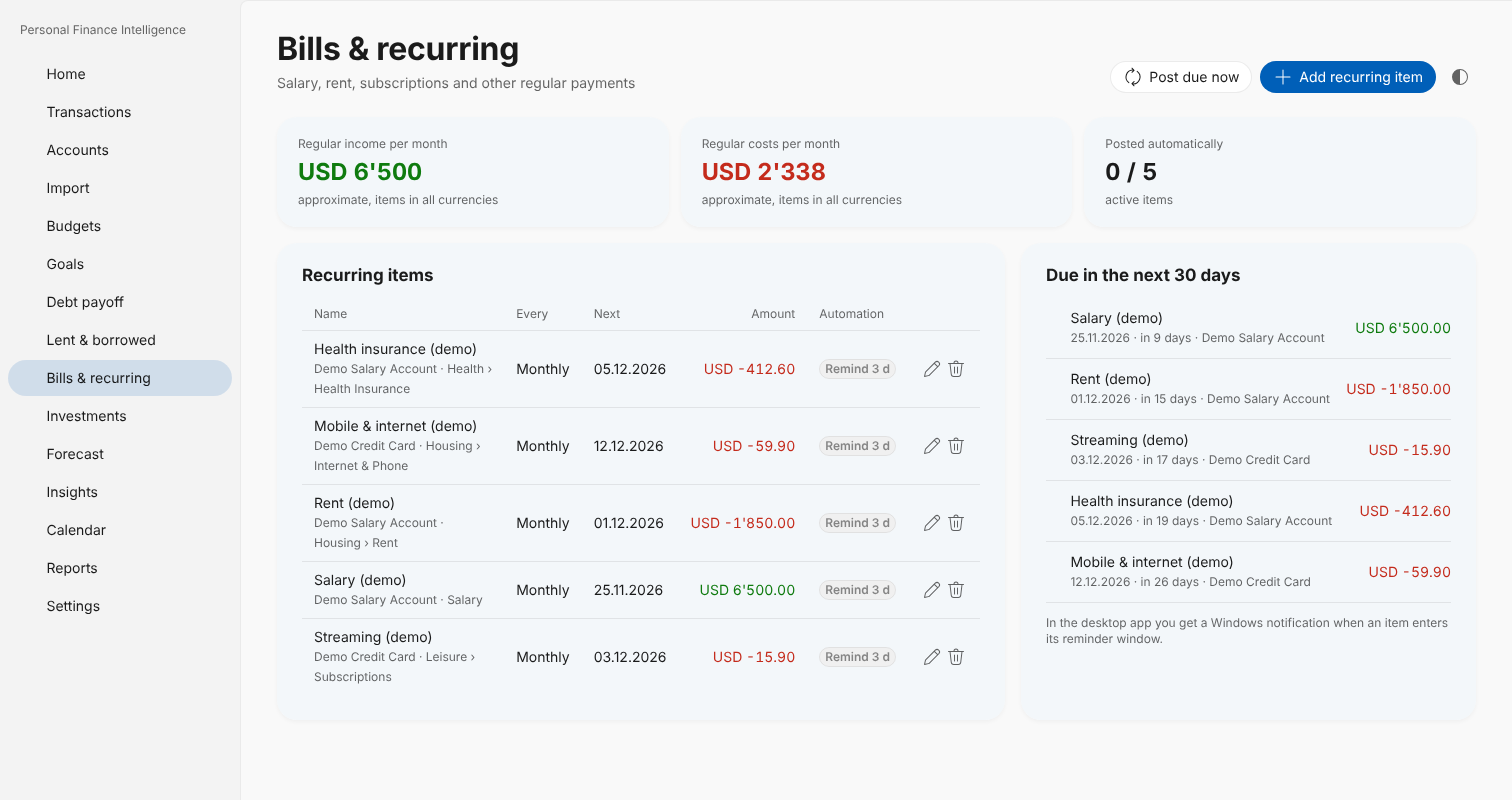 Personal Finance Intelligence
Home
Transactions
Accounts
Import
Budgets
Goals
Debt payoff
Lent & borrowed
Bills & recurring
Investments
Forecast
Insights
Calendar
Reports
Settings
Bills & recurring
Salary, rent, subscriptions and other regular payments
Post due now
Add recurring item
Regular income per month
USD 6'500
approximate, items in all currencies
Regular costs per month
USD 2'338
approximate, items in all currencies
Posted automatically
0 / 5
active items
Recurring items
Name Every Next Amount Automation
Health insurance (demo)
Demo Salary Account · Health ›
Health Insurance
Monthly 05.12.2026 USD -412.60 Remind 3 d
Mobile & internet (demo)
Demo Credit Card · Housing ›
Internet & Phone
Monthly 12.12.2026 USD -59.90 Remind 3 d
Rent (demo)
Demo Salary Account ·
Housing › Rent
Monthly 01.12.2026 USD -1'850.00 Remind 3 d
Salary (demo)
Demo Salary Account · Salary
Monthly 25.11.2026 USD 6'500.00 Remind 3 d
Streaming (demo)
Demo Credit Card · Leisure ›
Subscriptions
Monthly 03.12.2026 USD -15.90 Remind 3 d
Due in the next 30 days
Salary (demo)
25.11.2026 · in 9 days · Demo Salary Account
USD 6'500.00
Rent (demo)
01.12.2026 · in 15 days · Demo Salary Account
USD -1'850.00
Streaming (demo)
03.12.2026 · in 17 days · Demo Credit Card
USD -15.90
Health insurance (demo)
05.12.2026 · in 19 days · Demo Salary Account
USD -412.60
Mobile & internet (demo)
12.12.2026 · in 26 days · Demo Credit Card
USD -59.90
In the desktop app you get a Windows notification when an item enters
its reminder window.